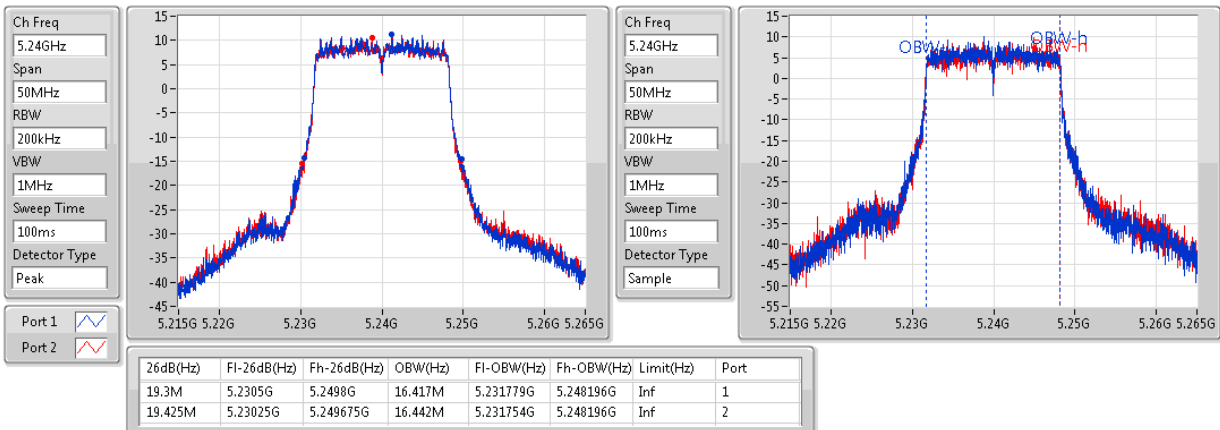 Ch Freq
5.24GHz
Span
50MHz
RBW
200kHz
VBW
1MHz
Sweep Time
100ms
Detector Type
Peak
Port 1
Port 2
15
10
5
0
-5
-10
-15
-20
-25
-30
-35
-40
-45
5.215G 5.22G 5.23G 5.24G 5.25G 5.26G 5.265G
Ch Freq
5.24GHz
Span
50MHz
RBW
200kHz
VBW
1MHz
Sweep Time
100ms
Detector Type
Sample
15
10
5
0
-5
-10
-15
-20
-25
-30
-35
-40
-45
-50
-55
OBW
OBW-h
OBW-h
5.215G 5.22G 5.23G 5.24G 5.25G 5.26G 5.265G
26dB(Hz) Fl-26dB(Hz) Fh-26dB(Hz) OBW(Hz) Fl-OBW(Hz) Fh-OBW(Hz) Limit(Hz) Port
19.3M 5.2305G 5.2498G 16.417M 5.231779G 5.248196G Inf 1
19.425M 5.23025G 5.249675G 16.442M 5.231754G 5.248196G Inf 2